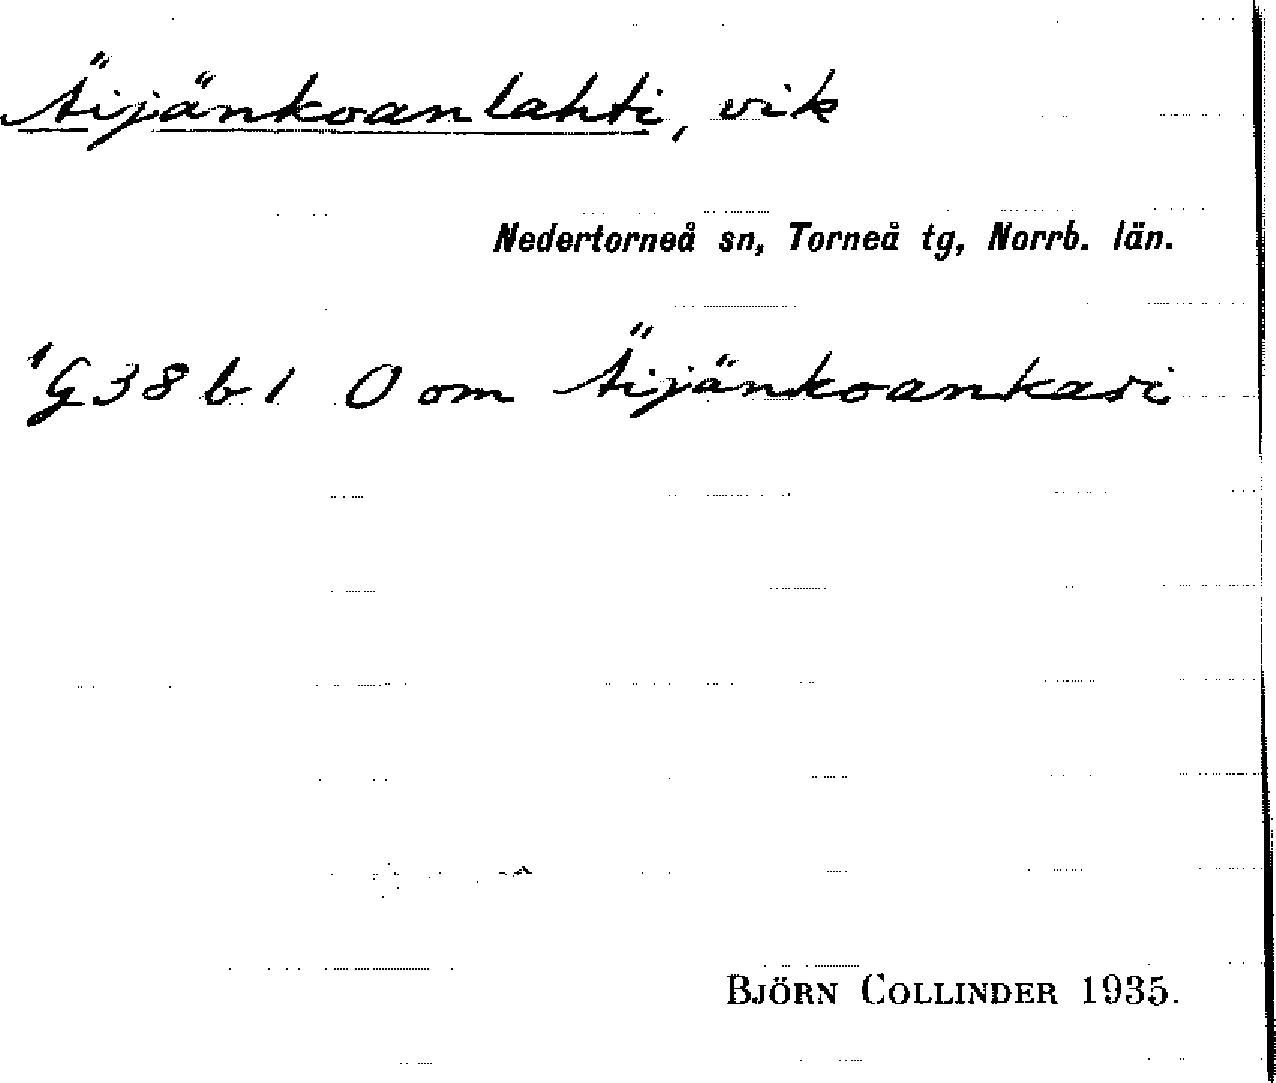 Äijänkoanlahti, vik
Nedertorneå sn, Torneå tg, Norrb. län.
'G38b1 O om Äijänkoankari
BJÖRN COLLINDER 1935.